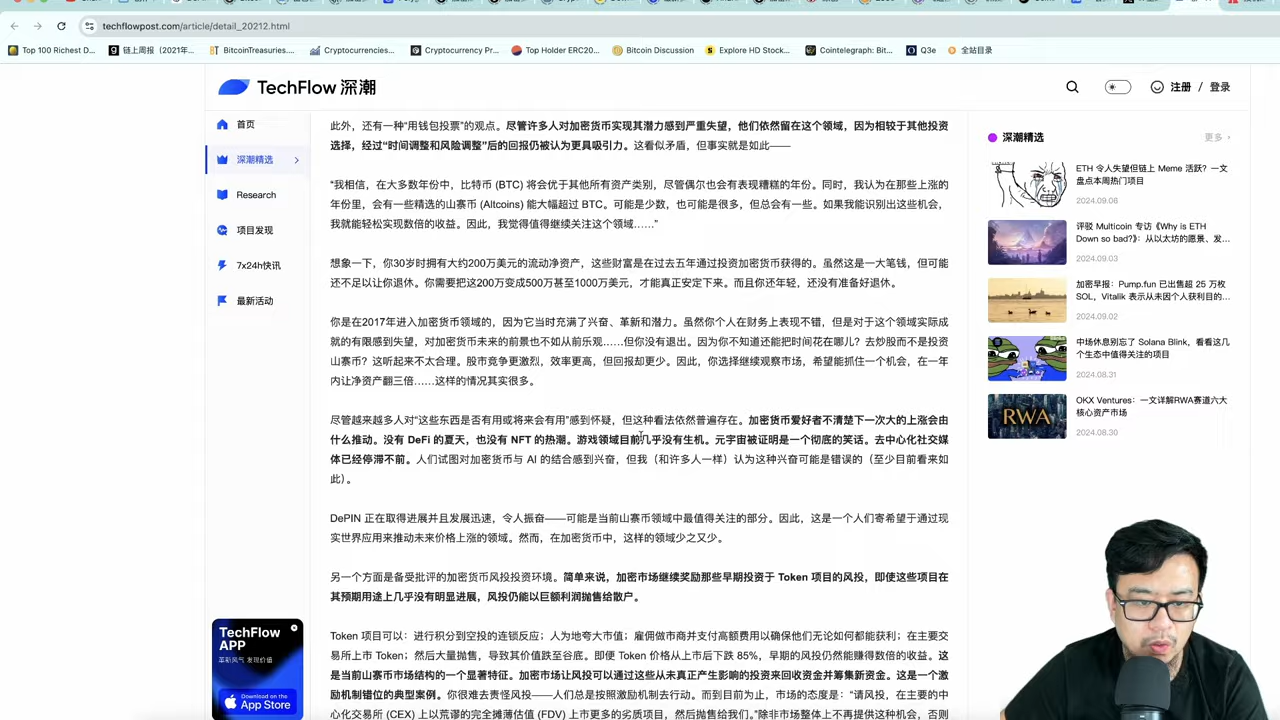 techflowpost.com/article/detail_20212.html
Top 100 Richest D...
链上周报（2021年...
BitcoinTreasuries....
Cryptocurrencies...
Cryptocurrency Pr...
Top Holder ERC20...
Bitcoin Discussion
Explore HD Stock...
Cointelegraph: Bit...
Q3e
全站目录
TechFlow 深潮
注册 / 登录
首页
深潮精选
Research
项目发现
7x24h快讯
最新活动
此外，还有一种“用钱包投票”的观点。尽管许多人对加密货币实现其潜力感到严重失望，他们依然留在这个领域，因为相较于其他投资
选择，经过“时间调整和风险调整”后的回报仍被认为更具吸引力。这看似矛盾，但事实就是如此——
“我相信，在大多数年份中，比特币 (BTC) 将会优于其他所有资产类别，尽管偶尔也会有表现糟糕的年份。同时，我认为在那些上涨的
年份里，会有一些精选的山寨币 (Altcoins) 能大幅超过 BTC。可能是少数，也可能是很多，但总会有一些。如果我能识别出这些机会，
我就能轻松实现数倍的收益。因此，我觉得值得继续关注这个领域……”
想象一下，你30岁时拥有大约200万美元的流动净资产，这些财富是在过去五年通过投资加密货币获得的。虽然这是一大笔钱，但可能
还不足以让你退休。你需要把这200万变成500万甚至1000万美元，才能真正安定下来。而且你还年轻，还没有准备好退休。
你是在2017年进入加密货币领域的，因为它当时充满了兴奋、革新和潜力。虽然你个人在财务上表现不错，但是对于这个领域实际成
就的有限感到失望，对加密货币未来的前景也不如从前乐观……但你没有退出。因为你不知道还能把时间花在哪儿？去炒股而不是投资
山寨币？这听起来不太合理。股市竞争更激烈，效率更高，但回报却更少。因此，你选择继续观察市场，希望能抓住一个机会，在一年
内让净资产翻三倍……这样的情况其实很多。
尽管越来越多人对“这些东西是否有用或将来会有用”感到怀疑，但这种看法依然普遍存在。加密货币爱好者不清楚下一次大的上涨会由
什么推动。没有 DeFi 的夏天，也没有 NFT 的热潮。游戏领域目前几乎没有生机。元宇宙被证明是一个彻底的笑话。去中心化社交媒
体已经停滞不前。人们试图对加密货币与 AI 的结合感到兴奋，但我（和许多人一样）认为这种兴奋可能是错误的（至少目前看来如
此）。
DePIN 正在取得进展并且发展迅速，令人振奋——可能是当前山寨币领域中最值得关注的部分。因此，这是一个人们寄希望于通过现
实世界应用来推动未来价格上涨的领域。然而，在加密货币中，这样的领域少之又少。
另一个方面是备受批评的加密货币风险投资环境。简单来说，加密市场继续奖励那些早期投资于 Token 项目的风投，即使这些项目在
其预期用途上几乎没有明显进展，风投仍能以巨额利润抛售给散户。
Token 项目可以：进行积分到空投的连锁反应；人为地夸大市值；雇佣做市商并支付高额费用以确保他们无论如何都能获利；在主要交
易所上市 Token；然后大量抛售，导致其价值跌至谷底。即便 Token 价格从上市后下跌 85%，早期的风投仍然能赚得数倍的收益。这
是当前山寨币市场结构的一个显著特征。加密市场让风投可以通过这些从未真正产生影响的投资来回收资金并筹集新资金。这是一个激
励机制错位的典型案例。你很难去责怪风投——人们总是按照激励机制去行动。而到目前为止，市场的态度是：“请风投，在主要的中
心化交易所 (CEX) 上以荒谬的完全摊薄估值 (FDV) 上市更多的劣质项目，然后抛售给我们。”除非市场整体上不再提供这种机会，否则
深潮精选
更多
ETH 令人失望但链上 Meme 活跃？一文
盘点本周热门项目
2024.09.08
评驳 Multicoin 专访《Why is ETH
Down so bad?》：从以太坊的愿景、发...
2024.09.03
加密早报：Pump.fun 已出售超 25 万枚
SOL，Vitalik 表示从未因个人获利目的...
2024.09.02
中场休息别忘了 Solana Blink，看看这几
个生态中值得关注的项目
2024.08.31
RWA
OKX Ventures：一文详解RWA赛道六大
核心资产市场
2024.08.30
TechFlow
APP
革新风气 发现价值
Download on the
App Store